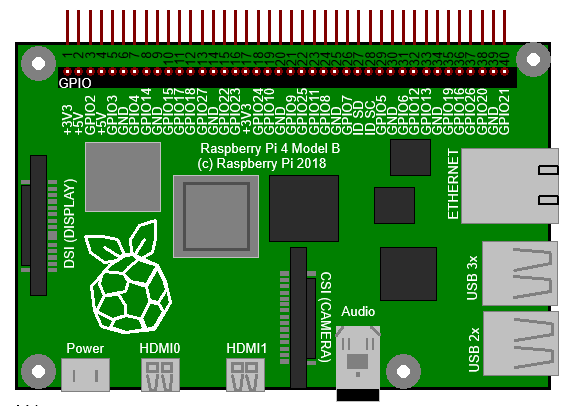 1 2 3 4 5 6 7 8 9 10 11 12 13 14 15 16 17 18 19 20 21 22 23 24 25 26 27 28 29 30 31 32 33 34 35 36 37 38 39 40
GPIO
+3V3
+5V
GPIO2
+5V
GPIO3
GND
GPIO4
GPIO14
GND
GPIO15
GPIO17
GPIO18
GPIO27
GND
GPIO22
GPIO23
+3V3
GPIO24
GPIO10
GND
GPIO9
GPIO25
GPIO11
GPIO8
GND
GPIO7
ID SD
ID SC
GPIO5
GND
GPIO6
GPIO12
GPIO13
GND
GPIO19
GPIO16
GPIO26
GPIO20
GND
GPIO21
Raspberry Pi 4 Model B
(c) Raspberry Pi 2018
DSI (DISPLAY)
ETHERNET
USB 3x
CSI (CAMERA)
Audio
USB 2x
Power
HDMI0
HDMI1